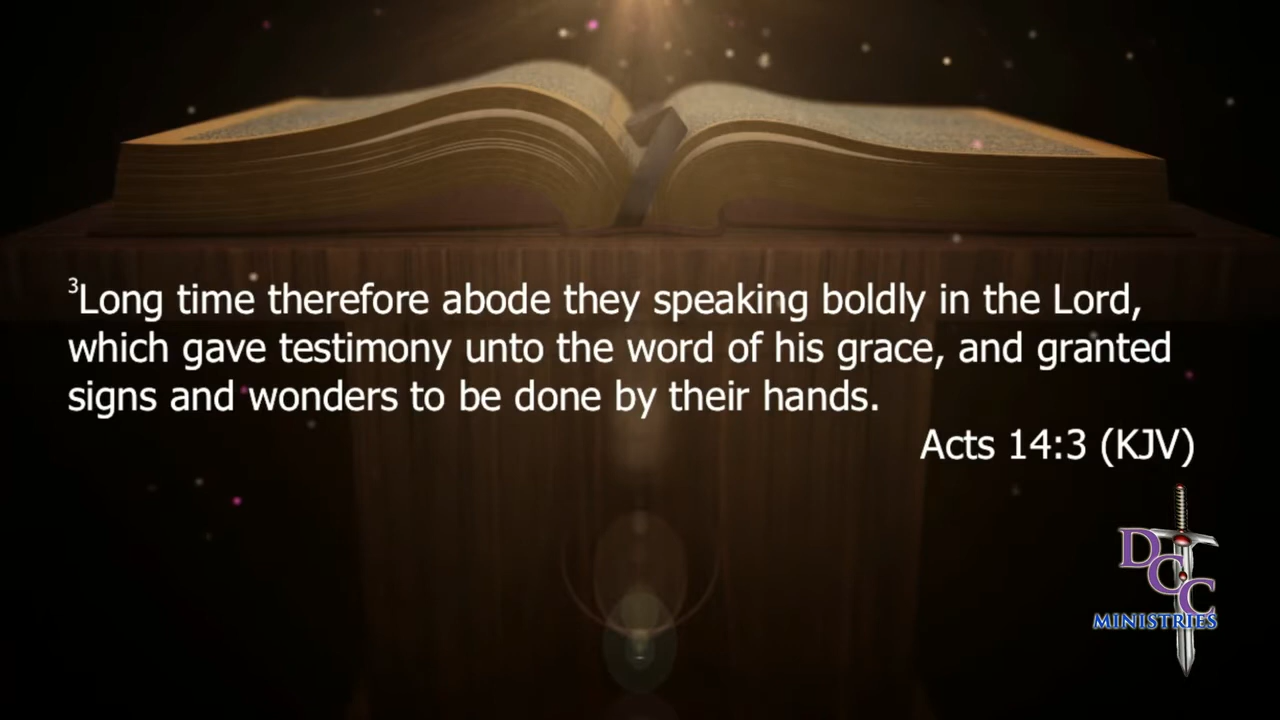 ³Long time therefore abode they speaking boldly in the Lord,
which gave testimony unto the word of his grace, and granted
signs and wonders to be done by their hands.
Acts 14:3 (KJV)
DCC
MINISTRIES